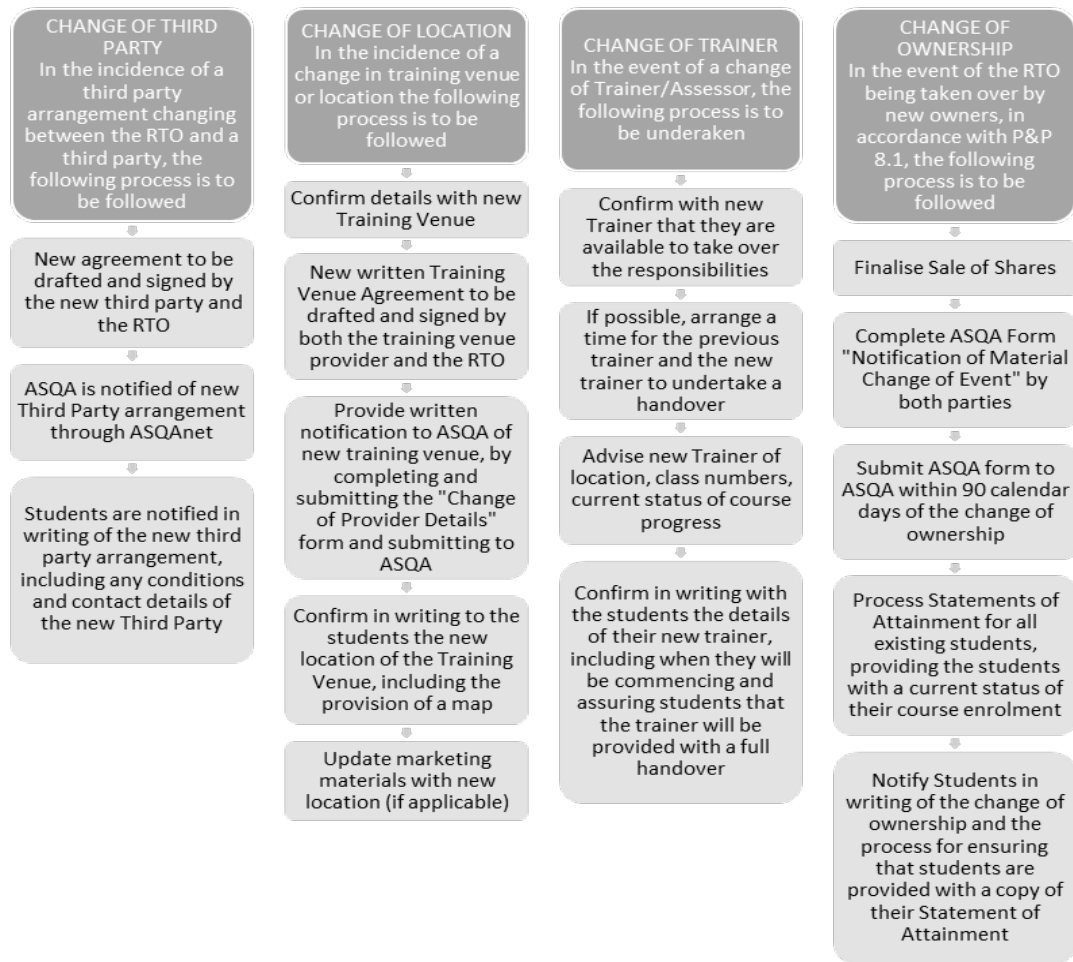 CHANGE OF THIRD
PARTY
In the incidence of a
third party
arrangement changing
between the RTO and a
third party, the
following process is to
be followed
New agreement to be
drafted and signed by
the new third party and
the RTO
ASQA is notified of new
Third Party arrangement
through ASQAnet
Students are notified in
writing of the new third
party arrangement,
including any conditions
and contact details of
the new Third Party
CHANGE OF LOCATION
In the incidence of a
change in training venue
or location the following
process is to be
followed
Confirm details with new
Training Venue
New written Training
Venue Agreement to be
drafted and signed by
both the training venue
provider and the RTO
Provide written
notification to ASQA of
new training venue, by
completing and
submitting the "Change
of Provider Details"
form and submitting to
ASQA
Confirm in writing to the
students the new
location of the Training
Venue, including the
provision of a map
Update marketing
materials with new
location (if applicable)
CHANGE OF TRAINER
In the event of a change
of Trainer/Assessor, the
following process is to
be underaken
Confirm with new
Trainer that they are
available to take over
the responsibilities
If possible, arrange a
time for the previous
trainer and the new
trainer to undertake a
handover
Advise new Trainer of
location, class numbers,
current status of course
progress
Confirm in writing with
the students the details
of their new trainer,
including when they will
be commencing and
assuring students that
the trainer will be
provided with a full
handover
CHANGE OF
OWNERSHIP
In the event of the RTO
being taken over by
new owners, in
accordance with P&P
8.1, the following
process is to be
followed
Finalise Sale of Shares
Complete ASQA Form
"Notification of Material
Change of Event" by
both parties
Submit ASQA form to
ASQA within 90 calendar
days of the change of
ownership
Process Statements of
Attainment for all
existing students,
providing the students
with a current status of
their course enrolment
Notify Students in
writing of the change of
ownership and the
process for ensuring
that students are
provided with a copy of
their Statement of
Attainment